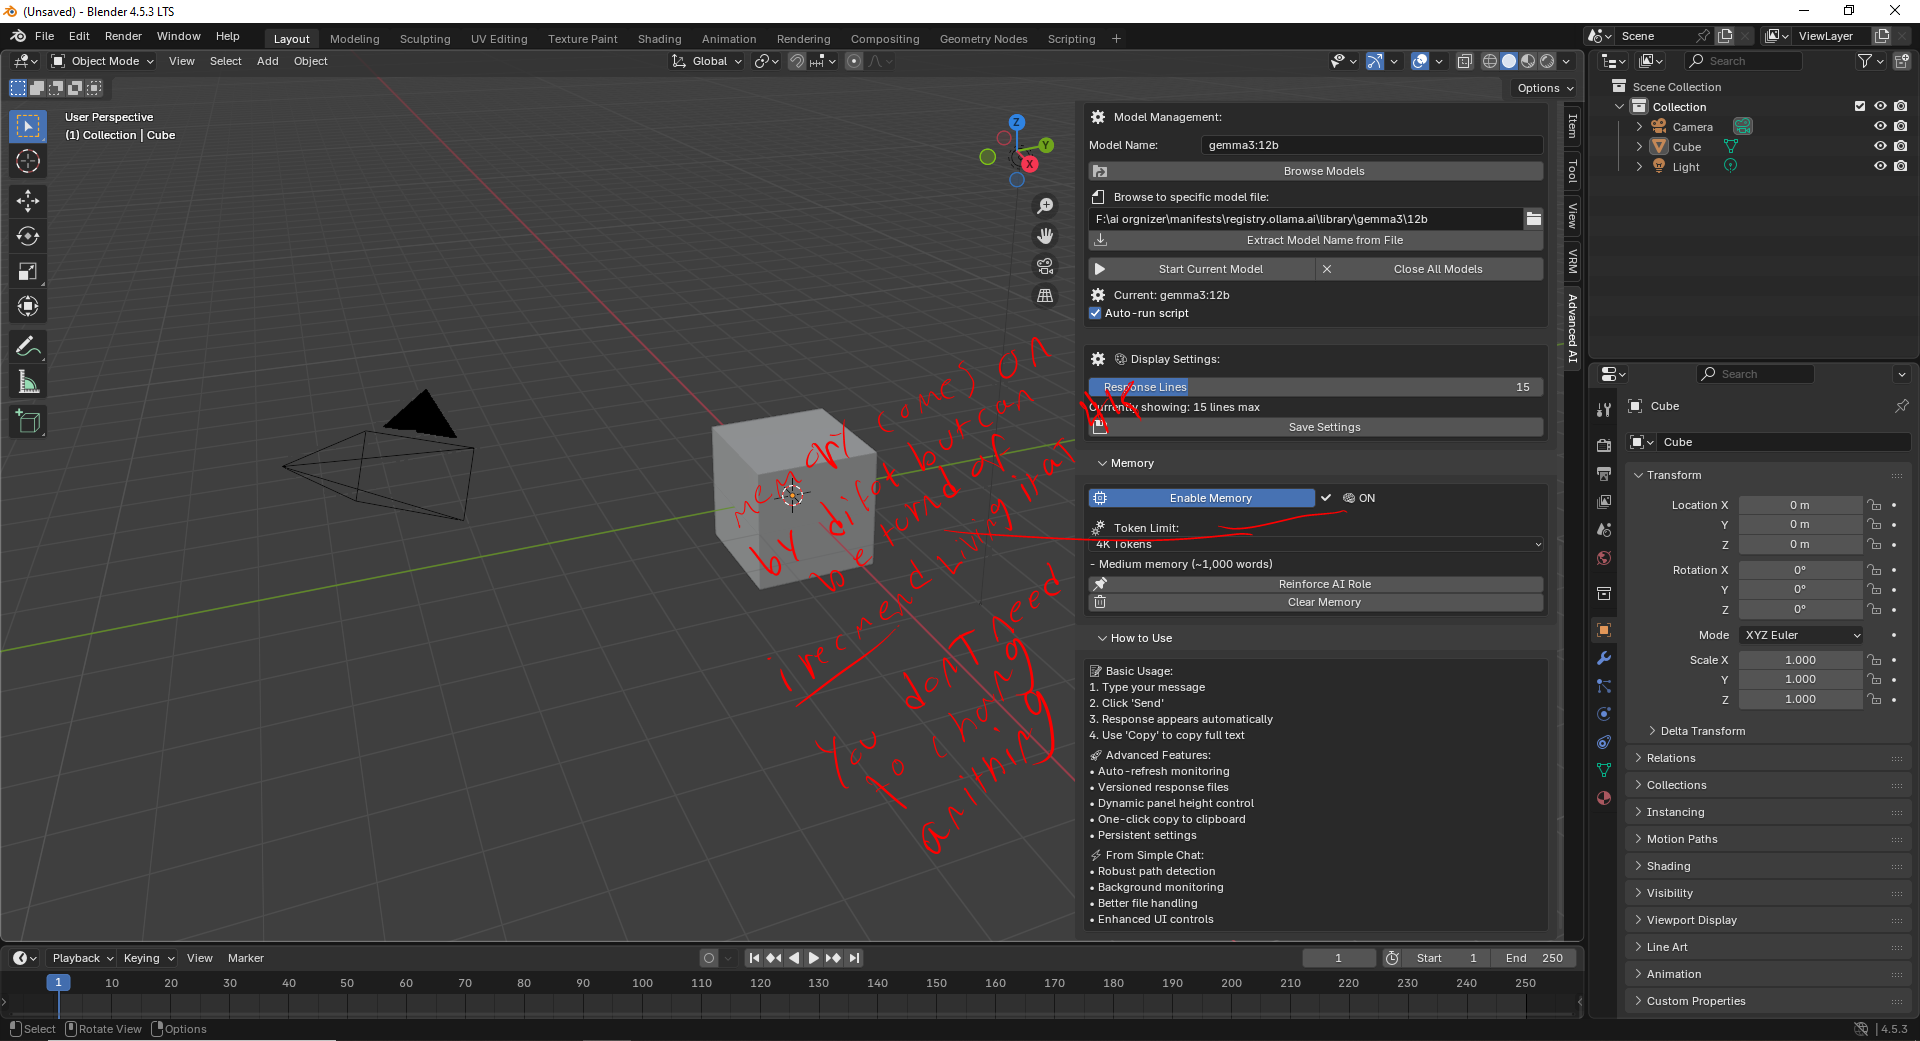 (Unsaved) - Blender 4.5.3 LTS
File Edit Render Window Help Layout Modeling Sculpting UV Editing Texture Paint Shading Animation Rendering Compositing Geometry Nodes Scripting + Scene ViewLayer
Object Mode View Select Add Object Global Search
Options
User Perspective
(1) Collection | Cube
Z
Y
X
Item
Tool
View
VRM
Advanced AI
Model Management:
Model Name: gemma3:12b
Browse Models
Browse to specific model file:
F:\ai orgnizer\manifests\registry.ollama.ai\library\gemma3\12b
Extract Model Name from File
Start Current Model Close All Models
Current: gemma3:12b
Auto-run script
Display Settings:
Response Lines 15
Currently showing: 15 lines max
Save Settings
Memory
Enable Memory ON
Token Limit:
4K Tokens
- Medium memory (~1,000 words)
Reinforce AI Role
Clear Memory
How to Use
Basic Usage:
1. Type your message
2. Click 'Send'
3. Response appears automatically
4. Use 'Copy' to copy full text
Advanced Features:
• Auto-refresh monitoring
• Versioned response files
• Dynamic panel height control
• One-click copy to clipboard
• Persistent settings
From Simple Chat:
• Robust path detection
• Background monitoring
• Better file handling
• Enhanced UI controls
on
by but can
be of
i
You dont need
to
Scene Collection
Collection
Camera
Cube
Light
Search
Cube
Cube
Transform
Location X 0 m
Y 0 m
Z 0 m
Rotation X 0°
Y 0°
Z 0°
Mode XYZ Euler
Scale X 1.000
Y 1.000
Z 1.000
Delta Transform
Relations
Collections
Instancing
Motion Paths
Shading
Visibility
Viewport Display
Line Art
Animation
Custom Properties
Playback Keying View Marker 1 Start 1 End 250
1 10 20 30 40 50 60 70 80 90 100 110 120 130 140 150 160 170 180 190 200 210 220 230 240 250
Select Rotate View Options 4.5.3